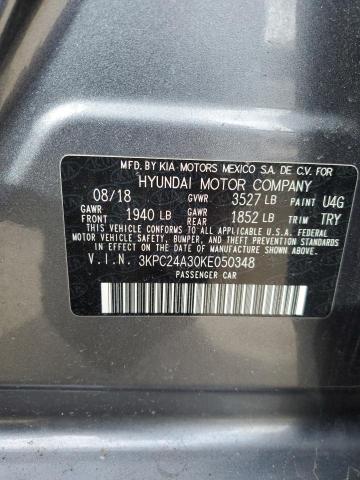 MFD.BY KIA MOTORS MEXICO S.A DE C.V. FOR
HYUNDAI MOTOR COMPANY
08/18 GVWR 3527 LB PAINT U4G
GAWR FRONT 1940 LB GAWR REAR 1852 LB TRIM TRY
THIS VEHICLE CONFORMS TO ALL APPLICABLE U.S.A FEDERAL
MOTOR VEHICLE SAFETY, BUMPER, AND THEFT PREVENTION
STANDARDS IN EFFECT ON THE DATE OF MANUFACTURE SHOWN ABOVE.
V.I.N. 3KPC24A30KE050348
PASSENGER CAR